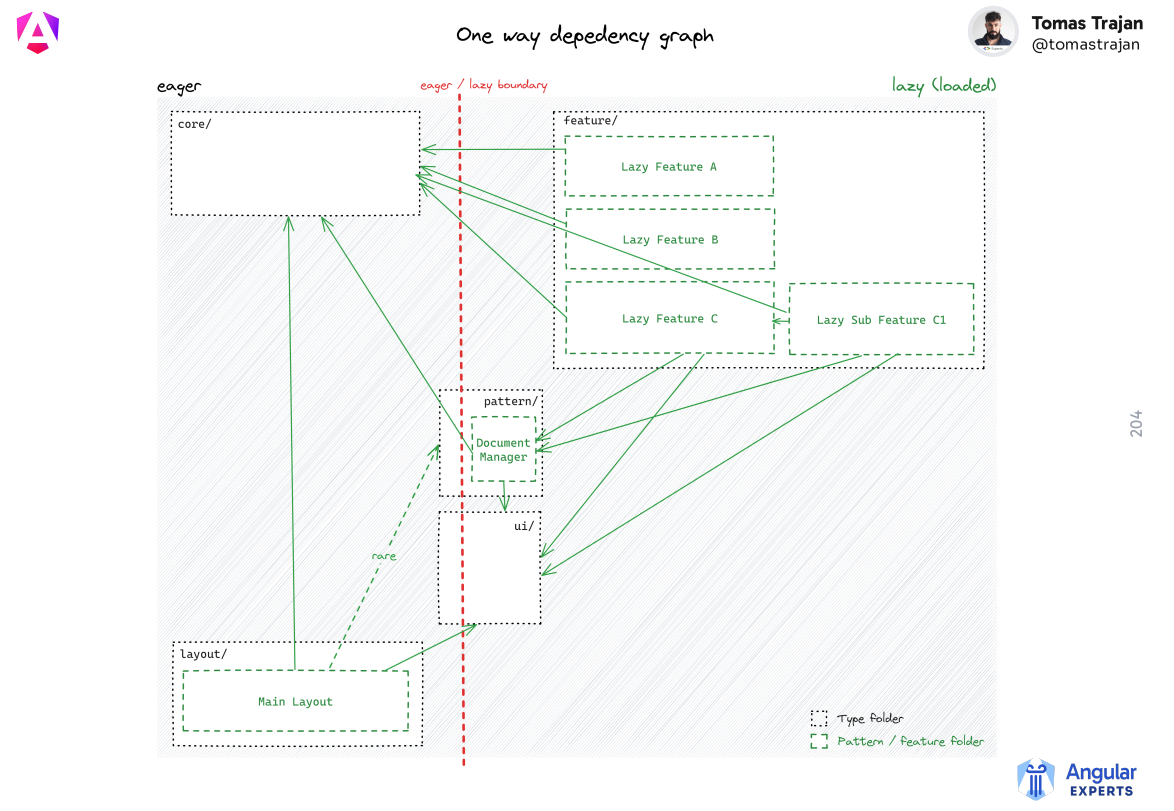 One way depedency graph
Tomas Trajan
@tomastrajan
eager
eager / lazy boundary
lazy (loaded)
core/
feature/
Lazy Feature A
Lazy Feature B
Lazy Feature C
Lazy Sub Feature C1
pattern/
Document
Manager
ui/
rare
layout/
Main Layout
204
Type folder
Pattern / feature folder
Angular
EXPERTS